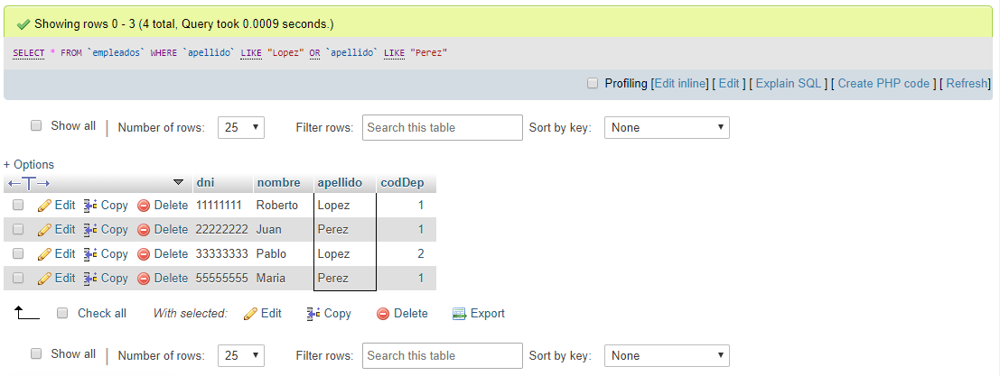 Showing rows 0 - 3 (4 total, Query took 0.0009 seconds.)
SELECT * FROM `empleados` WHERE `apellido` LIKE "Lopez" OR `apellido` LIKE "Perez"
Profiling [Edit inline] [ Edit ] [ Explain SQL ] [ Create PHP code ] [ Refresh]
Show all | Number of rows: 25 Filter rows: Search this table Sort by key: None
+ Options
←T→ dni nombre apellido codDep
Edit Copy Delete 11111111 Roberto Lopez 1
Edit Copy Delete 22222222 Juan Perez 1
Edit Copy Delete 33333333 Pablo Lopez 2
Edit Copy Delete 55555555 Maria Perez 1
Check all With selected: Edit Copy Delete Export
Show all | Number of rows: 25 Filter rows: Search this table Sort by key: None